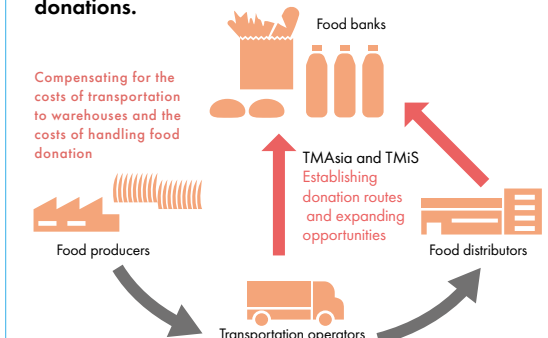 donations.
Food banks
Compensating for the
costs of transportation
to warehouses and the
costs of handling food
donation
TMAsia and TMiS
Establishing
donation routes
and expanding
opportunities
Food producers
Food distributors
Transportation operators